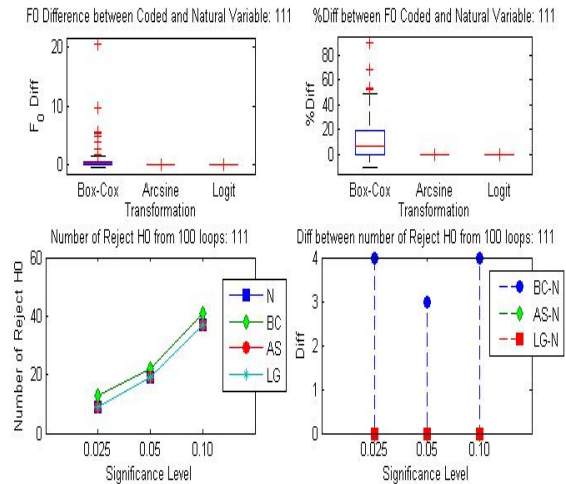 F0 Difference between Coded and Natural Variable: 111
20
10
0
F0 Diff
Box-Cox Arcsine Logit
Transformation
%Diff between F0 Coded and Natural Variable: 111
80
60
40
20
0
%Diff
Box-Cox Arcsine Logit
Transformation
Number of Reject H0 from 100 loops: 111
60
40
20
0
Number of Reject H0
N
BC
AS
LG
0.025 0.05 0.10
Significance Level
Diff between number of Reject H0 from 100 loops: 111
4
3
2
1
0
Diff
BC-N
AS-N
LG-N
0.025 0.05 0.10
Significance Level